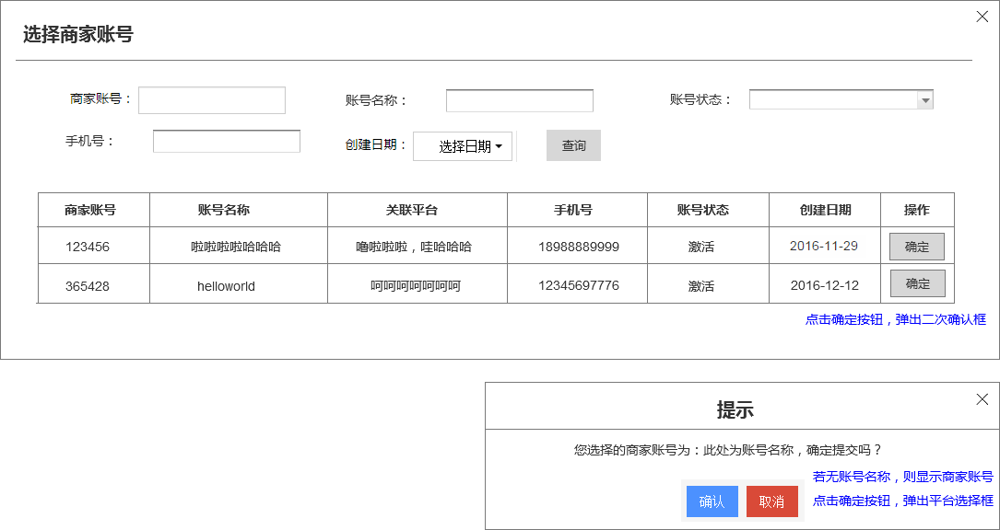 选择商家账号
商家账号： 账号名称： 账号状态：
手机号： 创建日期： 选择日期 查询
商家账号 账号名称 关联平台 手机号 账号状态 创建日期 操作
123456 啦啦啦啦哈哈哈 噜啦啦啦，哇哈哈哈 18988889999 激活 2016-11-29 确定
365428 helloworld 呵呵呵呵呵呵呵 12345697776 激活 2016-12-12 确定
点击确定按钮，弹出二次确认框
提示
您选择的商家账号为：此处为账号名称，确定提交吗？
若无账号名称，则显示商家账号
确认 取消 点击确定按钮，弹出平台选择框